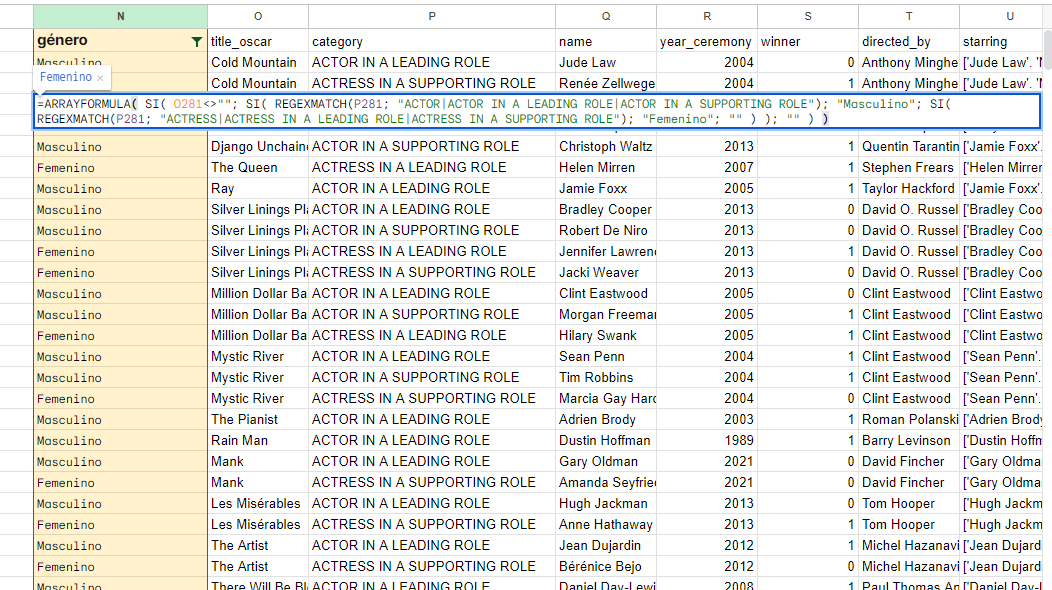 N O P Q R S T U
género title_oscar category name year_ceremony winner directed_by starring
Masculino Cold Mountain ACTOR IN A LEADING ROLE Jude Law 2004 0 Anthony Minghe ['Jude Law'. 'N
Femenino × Cold Mountain ACTRESS IN A SUPPORTING ROLE Renée Zellwege 2004 1 Anthony Minghe ['Jude Law'.
=ARRAYFORMULA( SI( O281<>""; SI( REGEXMATCH(P281; "ACTOR|ACTOR IN A LEADING ROLE|ACTOR IN A SUPPORTING ROLE"); "Masculino"; SI(
REGEXMATCH(P281; "ACTRESS|ACTRESS IN A LEADING ROLE|ACTRESS IN A SUPPORTING ROLE"); "Femenino"; "" ) ); "" ) )
Masculino Django Unchaine ACTOR IN A SUPPORTING ROLE Christoph Waltz 2013 1 Quentin Tarantin ['Jamie Foxx'.
Femenino The Queen ACTRESS IN A LEADING ROLE Helen Mirren 2007 1 Stephen Frears ['Helen Mirrer
Masculino Ray ACTOR IN A LEADING ROLE Jamie Foxx 2005 1 Taylor Hackford ['Jamie Foxx'.
Masculino Silver Linings Pla ACTOR IN A LEADING ROLE Bradley Cooper 2013 0 David O. Russel ['Bradley Coo
Masculino Silver Linings Pla ACTOR IN A SUPPORTING ROLE Robert De Niro 2013 0 David O. Russel ['Bradley Coo
Femenino Silver Linings Pla ACTRESS IN A LEADING ROLE Jennifer Lawrenc 2013 1 David O. Russel ['Bradley Coo
Femenino Silver Linings Pla ACTRESS IN A SUPPORTING ROLE Jacki Weaver 2013 0 David O. Russel ['Bradley Coo
Masculino Million Dollar Ba ACTOR IN A LEADING ROLE Clint Eastwood 2005 0 Clint Eastwood ['Clint Eastwo
Masculino Million Dollar Ba ACTOR IN A SUPPORTING ROLE Morgan Freemar 2005 1 Clint Eastwood ['Clint Eastwo
Femenino Million Dollar Ba ACTRESS IN A LEADING ROLE Hilary Swank 2005 1 Clint Eastwood ['Clint Eastwo
Masculino Mystic River ACTOR IN A LEADING ROLE Sean Penn 2004 1 Clint Eastwood ['Sean Penn'.
Masculino Mystic River ACTOR IN A SUPPORTING ROLE Tim Robbins 2004 1 Clint Eastwood ['Sean Penn'.
Femenino Mystic River ACTRESS IN A SUPPORTING ROLE Marcia Gay Harc 2004 0 Clint Eastwood ['Sean Penn'.
Masculino The Pianist ACTOR IN A LEADING ROLE Adrien Brody 2003 1 Roman Polanski ['Adrien Brody
Masculino Rain Man ACTOR IN A LEADING ROLE Dustin Hoffman 1989 1 Barry Levinson ['Dustin Hoffm
Masculino Mank ACTOR IN A LEADING ROLE Gary Oldman 2021 0 David Fincher ['Gary Oldma
Femenino Mank ACTRESS IN A SUPPORTING ROLE Amanda Seyfrie 2021 0 David Fincher ['Gary Oldma
Masculino Les Misérables ACTOR IN A LEADING ROLE Hugh Jackman 2013 0 Tom Hooper ['Hugh Jackm
Femenino Les Misérables ACTRESS IN A SUPPORTING ROLE Anne Hathaway 2013 1 Tom Hooper ['Hugh Jackm
Masculino The Artist ACTOR IN A LEADING ROLE Jean Dujardin 2012 1 Michel Hazanavi ['Jean Dujard
Femenino The Artist ACTRESS IN A SUPPORTING ROLE Bérénice Bejo 2012 0 Michel Hazanavi ['Jean Dujard
Masculino There Will Be Bl ACTOR IN A LEADING ROLE Daniel Day-Lewi 2008 1 Paul Thomas An ['Daniel Day-L